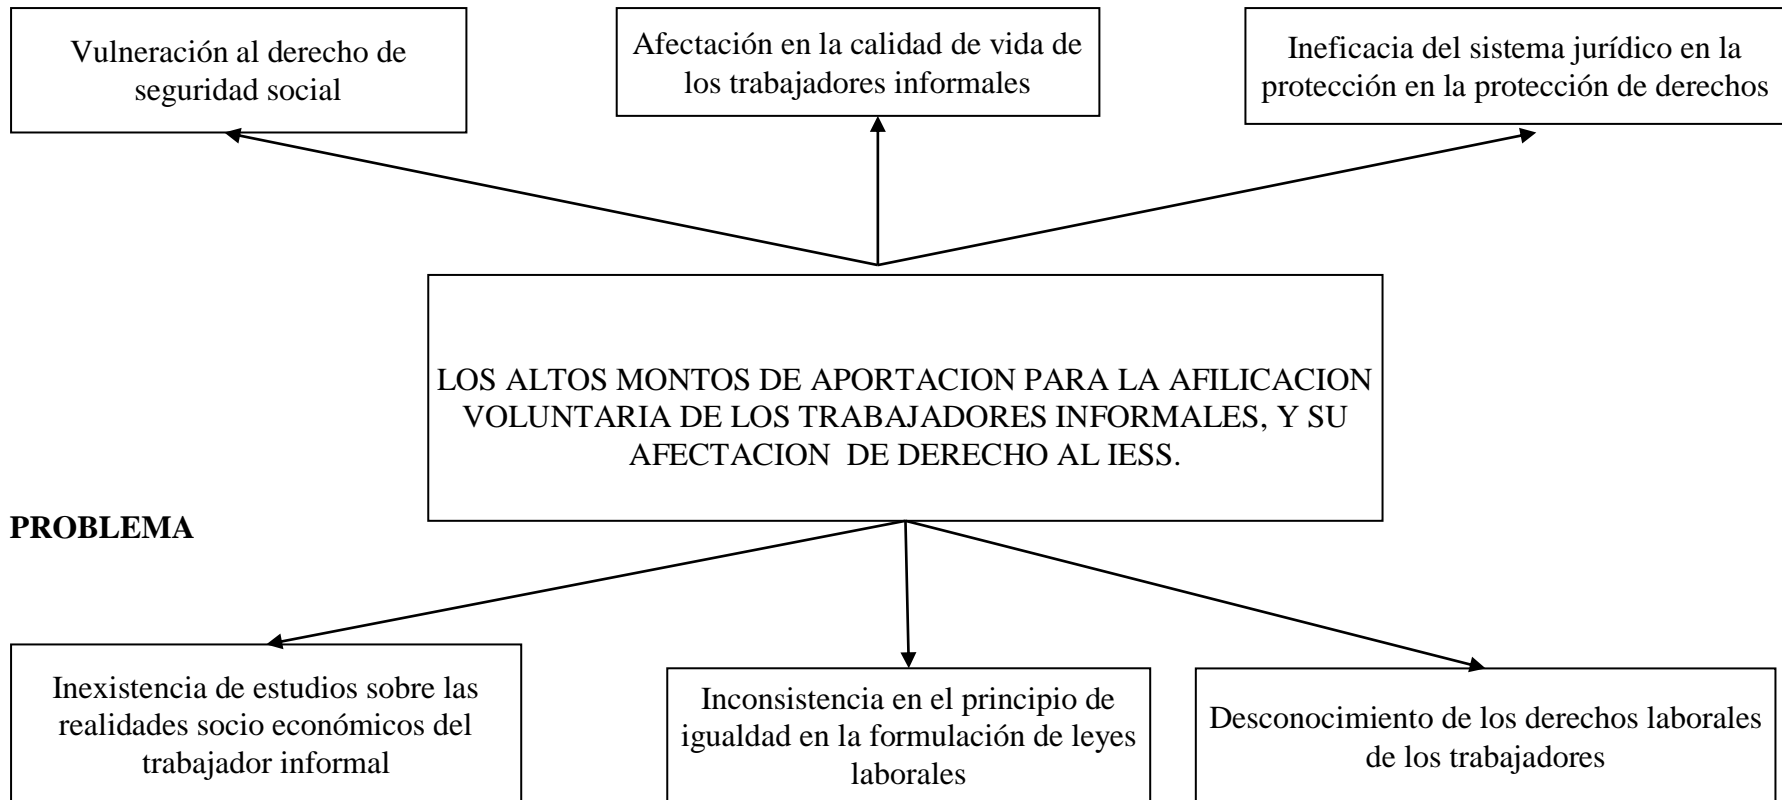 Vulneración al derecho de
seguridad social
Afectación en la calidad de vida de
los trabajadores informales
Ineficacia del sistema jurídico en la
protección en la protección de derechos
LOS ALTOS MONTOS DE APORTACION PARA LA AFILICACION
VOLUNTARIA DE LOS TRABAJADORES INFORMALES, Y SU
AFECTACION DE DERECHO AL IESS.
PROBLEMA
Inexistencia de estudios sobre las
realidades socio económicos del
trabajador informal
Inconsistencia en el principio de
igualdad en la formulación de leyes
laborales
Desconocimiento de los derechos laborales
de los trabajadores